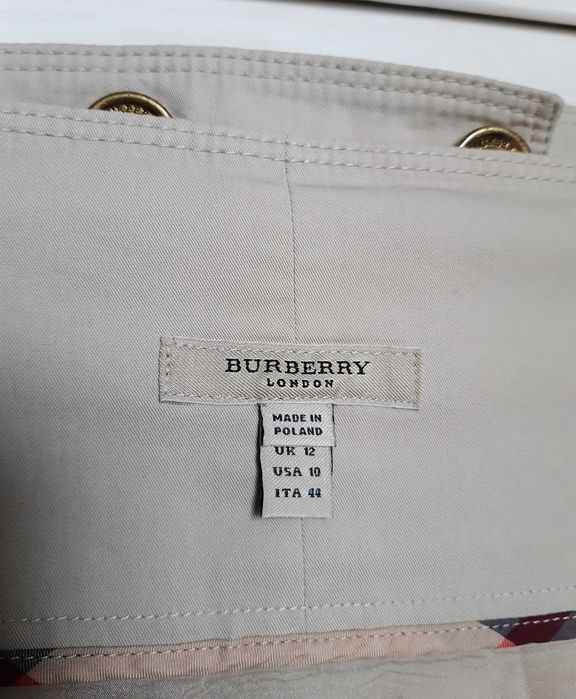 BURBERRY
LONDON
MADE IN
POLAND
UK 12
USA 10
ITA 44